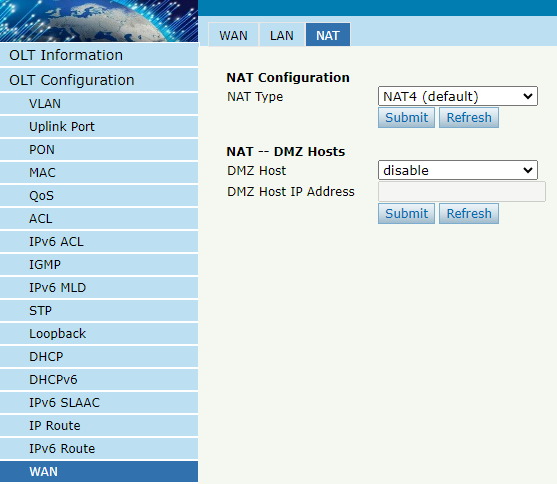 WAN LAN NAT
OLT Information
OLT Configuration
VLAN
Uplink Port
PON
MAC
QoS
ACL
IPv6 ACL
IGMP
IPv6 MLD
STP
Loopback
DHCP
DHCPv6
IPv6 SLAAC
IP Route
IPv6 Route
WAN
NAT Configuration
NAT Type NAT4 (default)
Submit Refresh
NAT -- DMZ Hosts
DMZ Host disable
DMZ Host IP Address
Submit Refresh